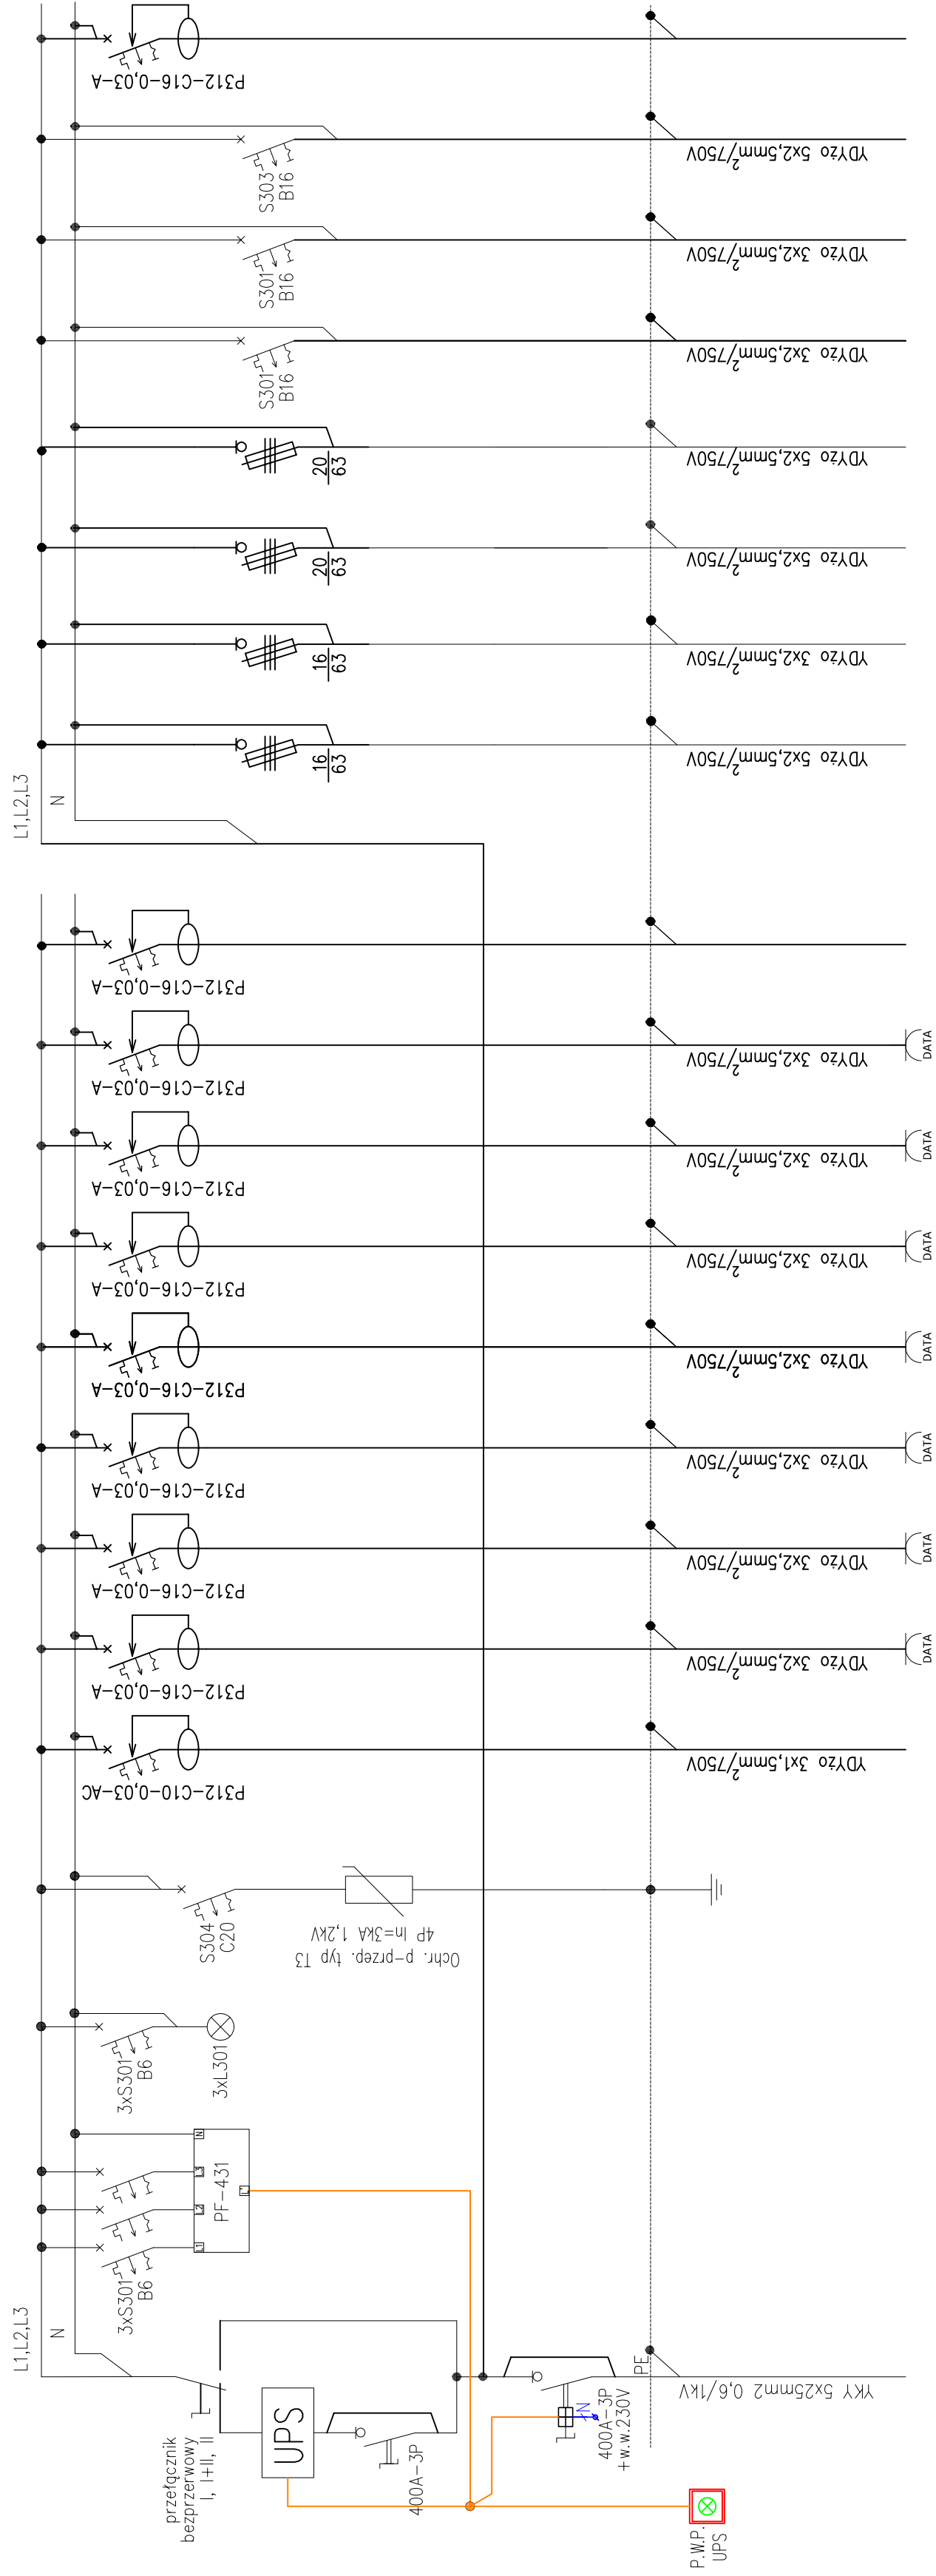 P312-C16-0,03-A
S303
B16
YDYżo 5x2,5mm²/750V
S301
B16
YDYżo 3x2,5mm²/750V
S301
B16
YDYżo 3x2,5mm²/750V
20
63
YDYżo 5x2,5mm²/750V
20
63
YDYżo 5x2,5mm²/750V
16
63
YDYżo 3x2,5mm²/750V
16
63
YDYżo 5x2,5mm²/750V
L1,L2,L3
N
P312-C16-0,03-A
P312-C16-0,03-A
YDYżo 3x2,5mm²/750V
DATA
P312-C16-0,03-A
YDYżo 3x2,5mm²/750V
DATA
P312-C16-0,03-A
YDYżo 3x2,5mm²/750V
DATA
P312-C16-0,03-A
YDYżo 3x2,5mm²/750V
DATA
P312-C16-0,03-A
YDYżo 3x2,5mm²/750V
DATA
P312-C16-0,03-A
YDYżo 3x2,5mm²/750V
DATA
P312-C16-0,03-A
YDYżo 3x2,5mm²/750V
DATA
P312-C10-0,03-AC
YDYżo 3x1,5mm²/750V
S304
C20
Ochr. p-przep. typ T3
4P In=3kA 1,2kV
3xS301
B6
3xL301
3xS301
B6
N
L3
L2
L1
PF-431
L1,L2,L3
N
przełącznik
bezprzerwowy
I, I+II, II
UPS
400A-3P
400A-3P
+w.w.230V
N
PE
YKY 5x25mm2 0,6/1kV
P.W.P.
UPS